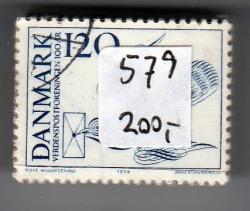 DANMARK
VERDENSPOSTFORENINGEN 100 ÅR
120
579
200,-
1974